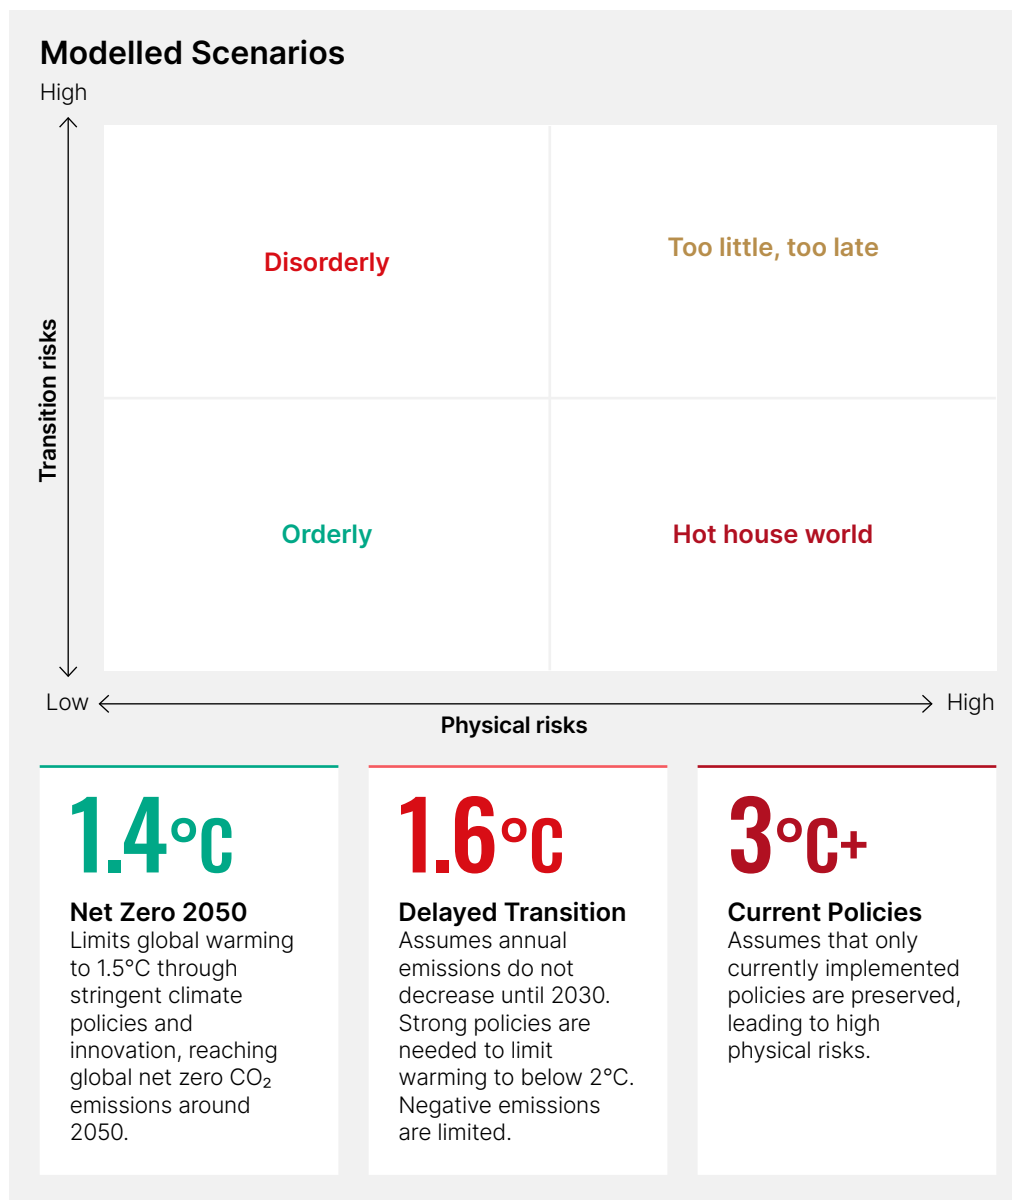 Modelled Scenarios
High
Disorderly
Too little, too late
Transition risks
Orderly
Hot house world
Low
High
Physical risks
1.4°C
Net Zero 2050
Limits global warming
to 1.5°C through
stringent climate
policies and
innovation, reaching
global net zero CO₂
emissions around
2050.
1.6°C
Delayed Transition
Assumes annual
emissions do not
decrease until 2030.
Strong policies are
needed to limit
warming to below 2°C.
Negative emissions
are limited.
3°C+
Current Policies
Assumes that only
currently implemented
policies are preserved,
leading to high
physical risks.